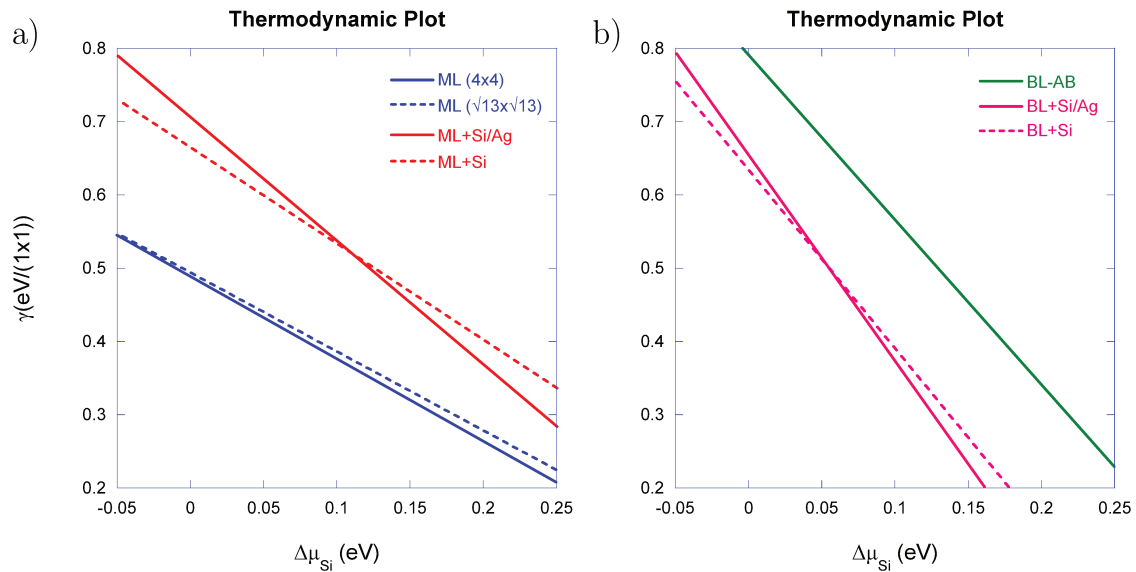 a)
Thermodynamic Plot
0.8
0.7
0.6
0.5
0.4
0.3
0.2
-0.05
0
0.05
0.1
0.15
0.2
0.25
γ(eV/(1x1))
Δμ_Si (eV)
ML (4x4)
ML (√13x√13)
ML+Si/Ag
ML+Si
b)
Thermodynamic Plot
0.8
0.7
0.6
0.5
0.4
0.3
0.2
-0.05
0
0.05
0.1
0.15
0.2
0.25
Δμ_Si (eV)
BL-AB
BL+Si/Ag
BL+Si